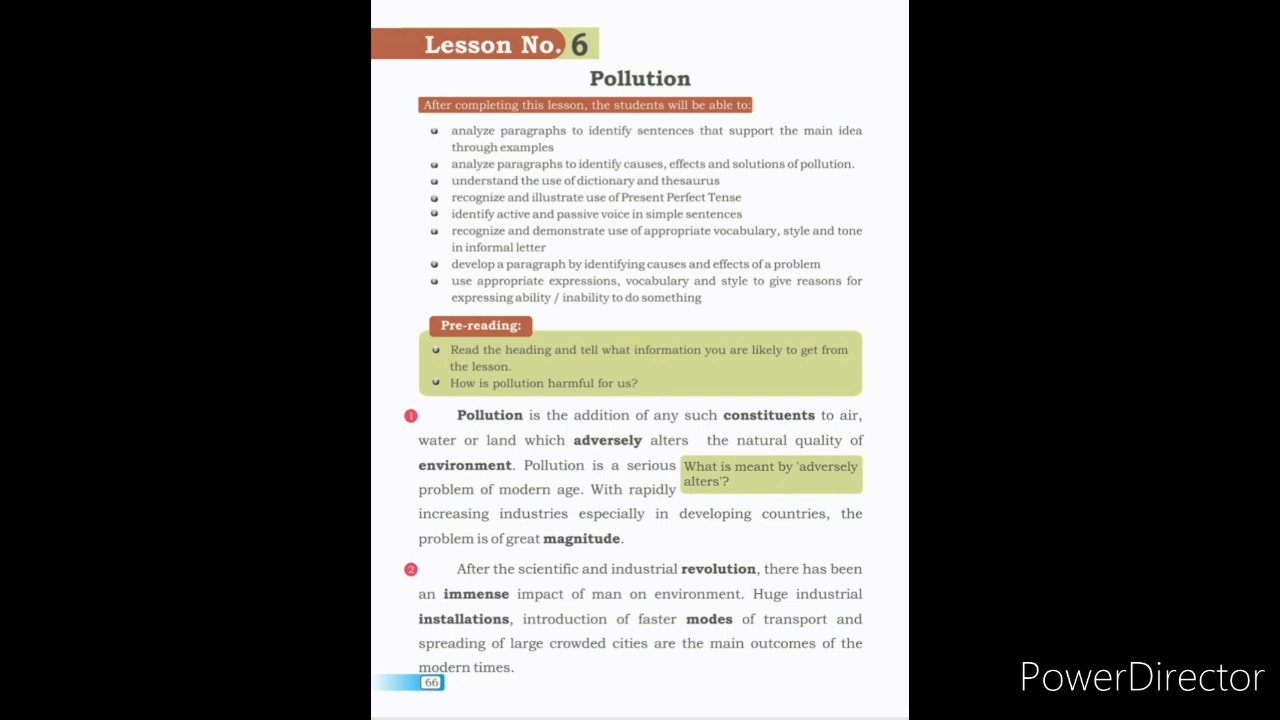 Lesson No. 6
Pollution
After completing this lesson, the students will be able to:
analyze paragraphs to identify sentences that support the main idea
through examples
analyze paragraphs to identify causes, effects and solutions of pollution.
understand the use of dictionary and thesaurus
recognize and illustrate use of Present Perfect Tense
identify active and passive voice in simple sentences
recognize and demonstrate use of appropriate vocabulary, style and tone
in informal letter
develop a paragraph by identifying causes and effects of a problem
use appropriate expressions, vocabulary and style to give reasons for
expressing ability / inability to do something
Pre-reading:
Read the heading and tell what information you are likely to get from
the lesson.
How is pollution harmful for us?
1 Pollution is the addition of any such constituents to air,
water or land which adversely alters the natural quality of
environment. Pollution is a serious
problem of modern age. With rapidly
What is meant by 'adversely
alters'?
increasing industries especially in developing countries, the
problem is of great magnitude.
2 After the scientific and industrial revolution, there has been
an immense impact of man on environment. Huge industrial
installations, introduction of faster modes of transport and
spreading of large crowded cities are the main outcomes of the
modern times.
66
PowerDirector